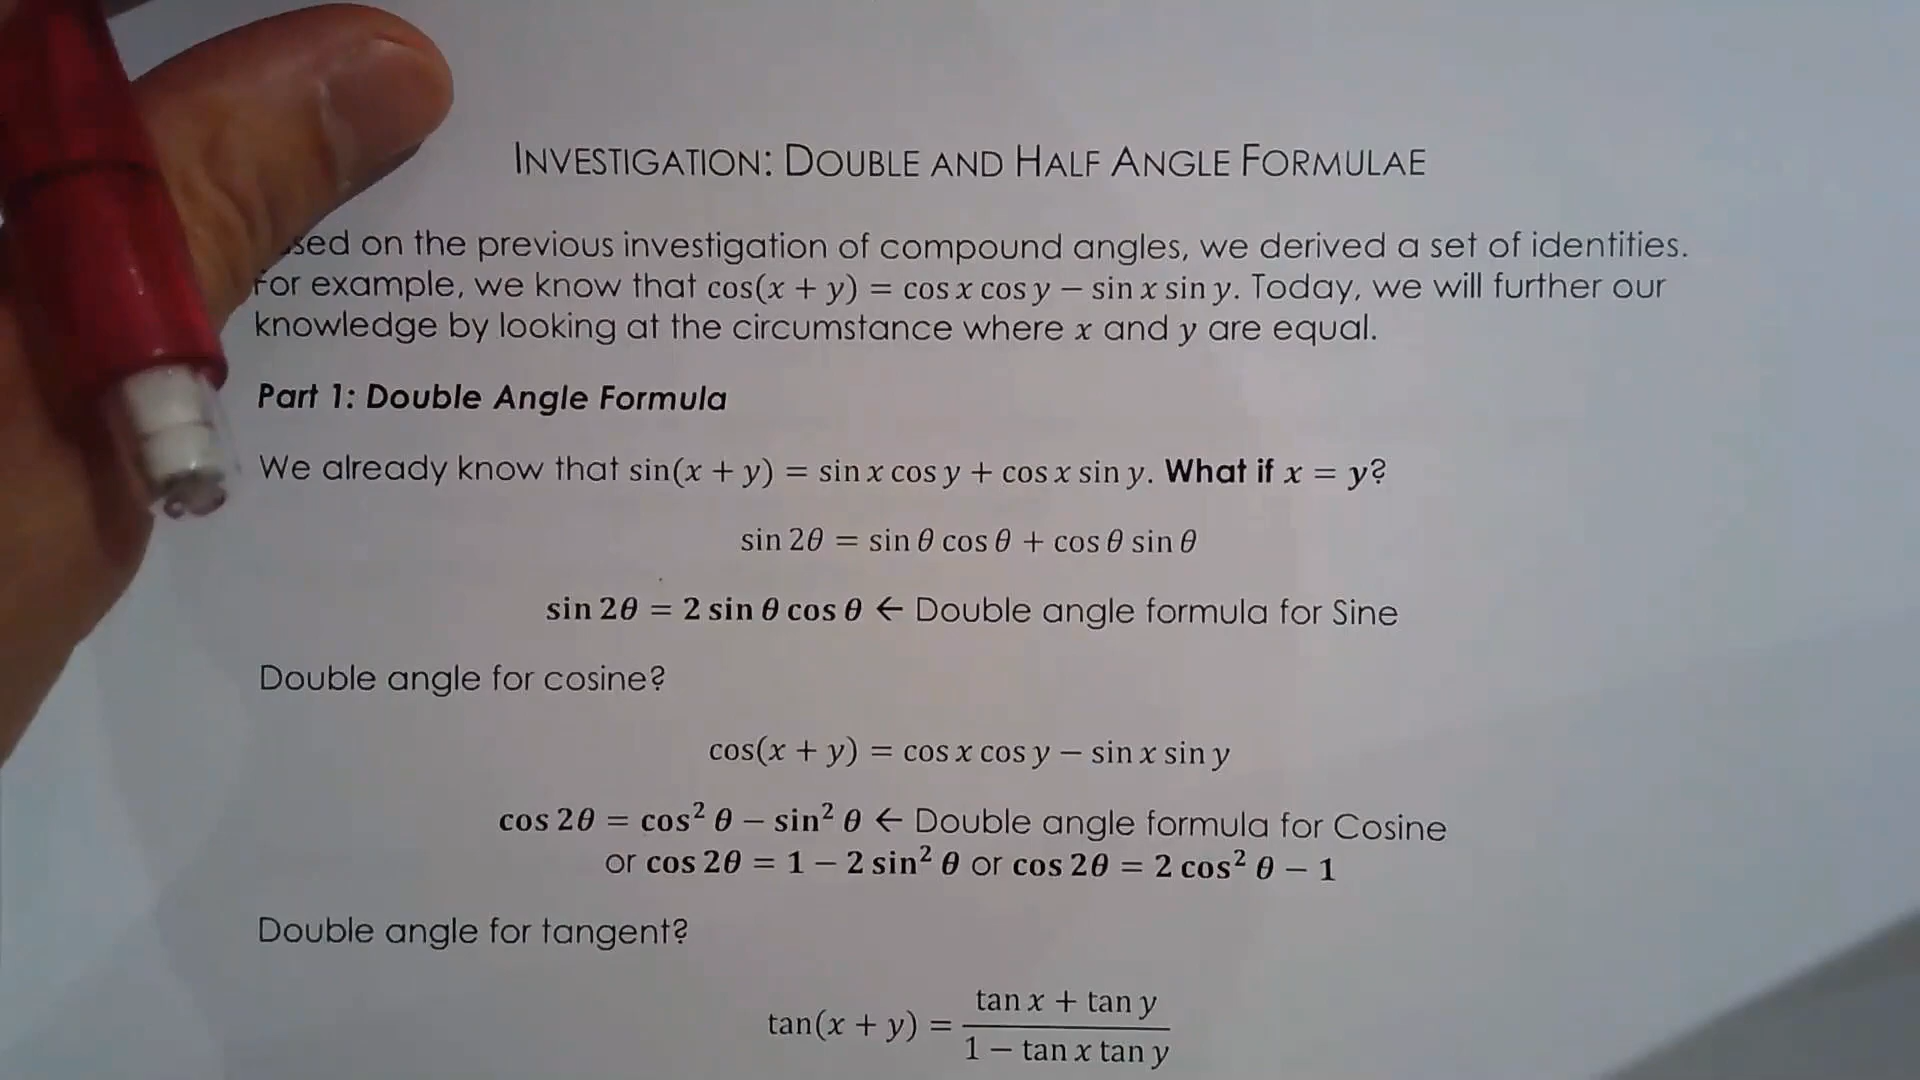 INVESTIGATION: DOUBLE AND HALF ANGLE FORMULAE
sed on the previous investigation of compound angles, we derived a set of identities.
For example, we know that cos(x + y) = cos x cos y − sin x sin y. Today, we will further our
knowledge by looking at the circumstance where x and y are equal.
Part 1: Double Angle Formula
We already know that sin(x + y) = sin x cos y + cos x sin y. What if x = y?
sin 2θ = sin θ cos θ + cos θ sin θ
sin 2θ = 2 sin θ cos θ ← Double angle formula for Sine
Double angle for cosine?
cos(x + y) = cos x cos y − sin x sin y
cos 2θ = cos² θ − sin² θ ← Double angle formula for Cosine
or cos 2θ = 1 − 2 sin² θ or cos 2θ = 2 cos² θ − 1
Double angle for tangent?
tan x + tan y
tan(x + y) =
1 − tan x tan y